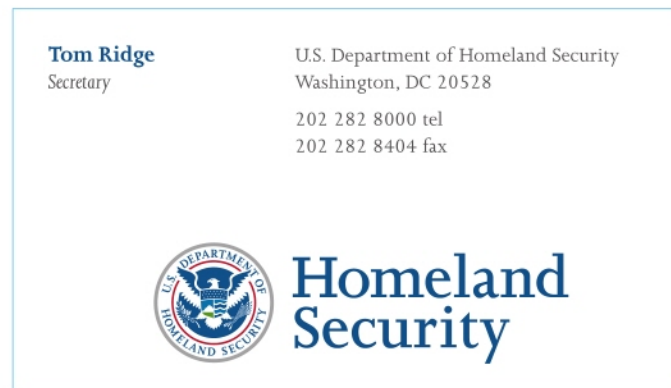 Tom Ridge
Secretary
U.S. Department of Homeland Security
Washington, DC 20528
202 282 8000 tel
202 282 8404 fax
U.S. DEPARTMENT OF
HOMELAND SECURITY
Homeland
Security